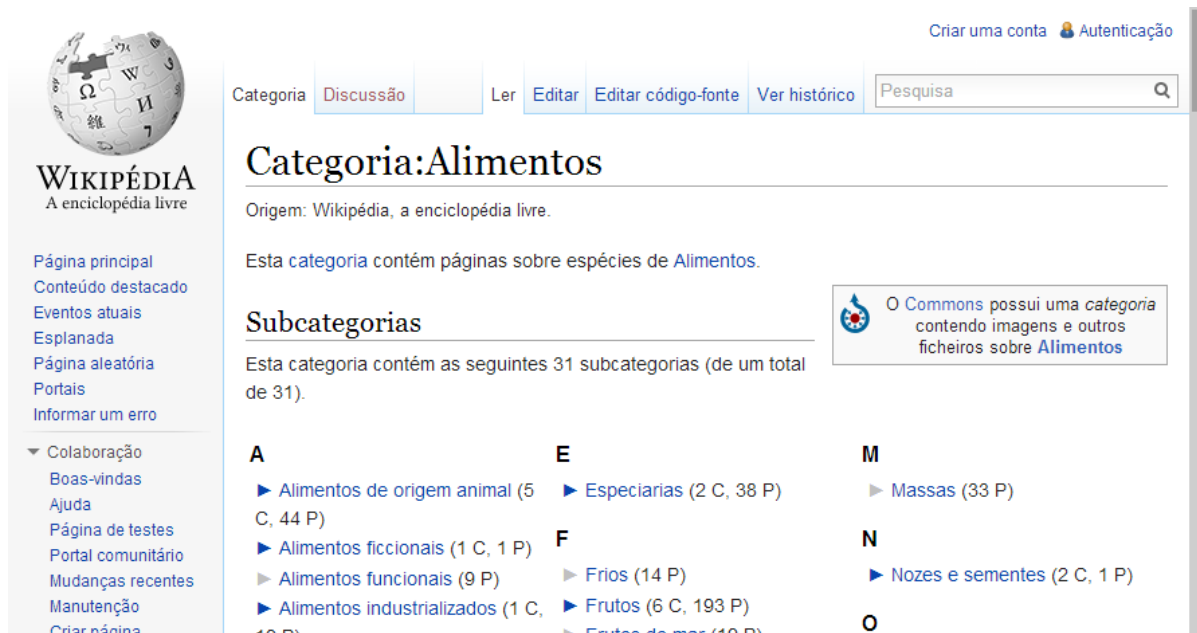 Criar uma conta Autenticação
Categoria Discussão Ler Editar Editar código-fonte Ver histórico Pesquisa
WIKIPÉDIA
A enciclopédia livre
Página principal
Conteúdo destacado
Eventos atuais
Esplanada
Página aleatória
Portais
Informar um erro
Colaboração
Boas-vindas
Ajuda
Página de testes
Portal comunitário
Mudanças recentes
Manutenção
Criar página
Categoria:Alimentos
Origem: Wikipédia, a enciclopédia livre.
Esta categoria contém páginas sobre espécies de Alimentos.
O Commons possui uma categoria
contendo imagens e outros
ficheiros sobre Alimentos
Subcategorias
Esta categoria contém as seguintes 31 subcategorias (de um total
de 31).
A
► Alimentos de origem animal (5
C, 44 P)
► Alimentos ficcionais (1 C, 1 P)
► Alimentos funcionais (9 P)
► Alimentos industrializados (1 C,
E
► Especiarias (2 C, 38 P)
F
► Frios (14 P)
► Frutos (6 C, 193 P)
► Frutos do mar
M
► Massas (33 P)
N
► Nozes e sementes (2 C, 1 P)
O